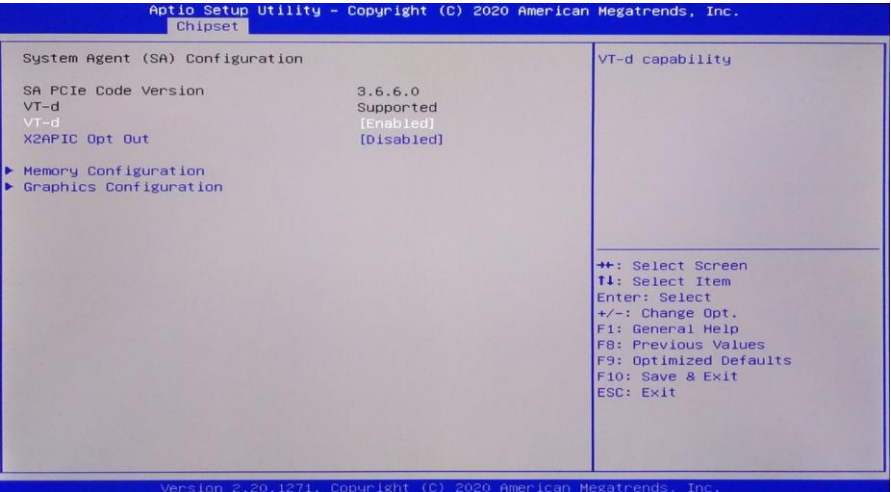 Aptio Setup Utility – Copyright (C) 2020 American Megatrends, Inc.
Chipset
System Agent (SA) Configuration
SA PCIe Code Version 3.6.6.0
VT-d Supported
VT-d [Enabled]
X2APIC Opt Out [Disabled]
▶ Memory Configuration
▶ Graphics Configuration
VT-d capability
→←: Select Screen
↑↓: Select Item
Enter: Select
+/-: Change Opt.
F1: General Help
F8: Previous Values
F9: Optimized Defaults
F10: Save & Exit
ESC: Exit
Version 2.20.1271. Copyright (C) 2020 American Megatrends, Inc.